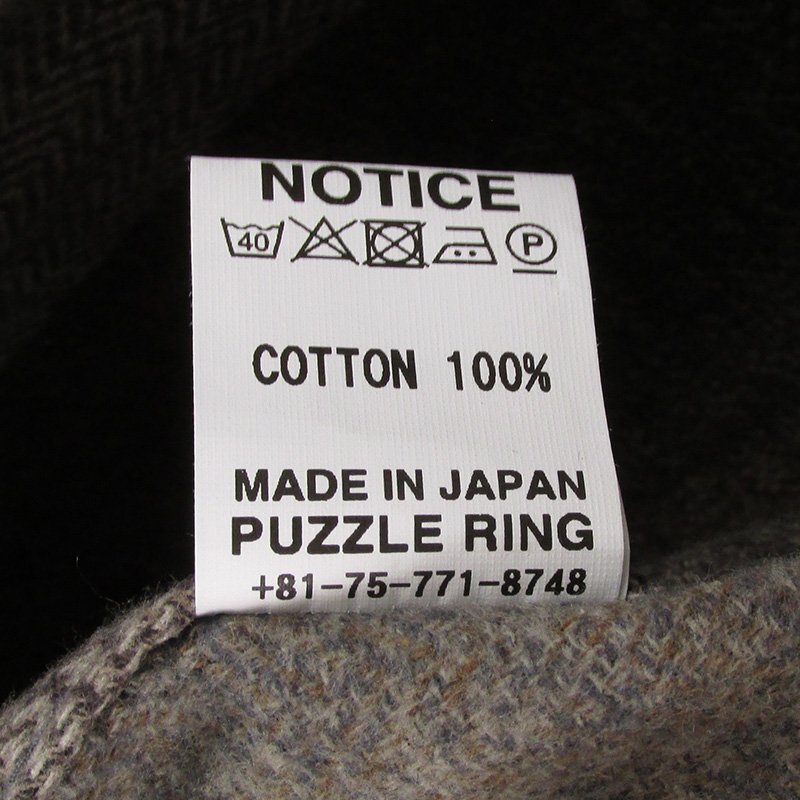 NOTICE
40 P
COTTON 100%
MADE IN JAPAN
PUZZLE RING
+81-75-771-8748